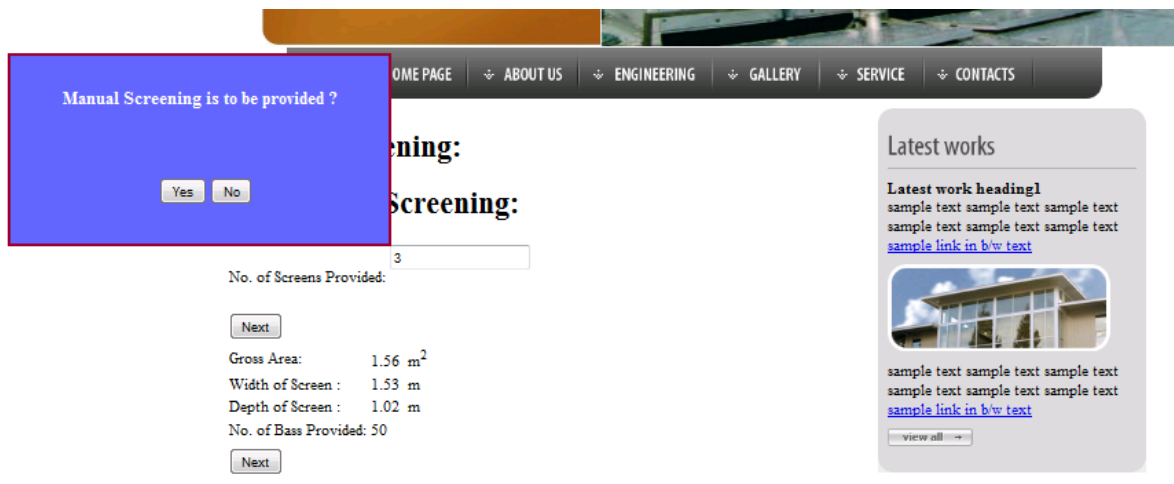 OME PAGE ABOUT US ENGINEERING GALLERY SERVICE CONTACTS
Manual Screening is to be provided ?
Yes No
ening:
Screening:
3
No. of Screens Provided:
Next
Gross Area: 1.56 m²
Width of Screen : 1.53 m
Depth of Screen : 1.02 m
No. of Bass Provided: 50
Next
Latest works
Latest work heading1
sample text sample text sample text
sample text sample text sample text
sample link in b/w text
sample text sample text sample text
sample text sample text sample text
sample link in b/w text
view all →